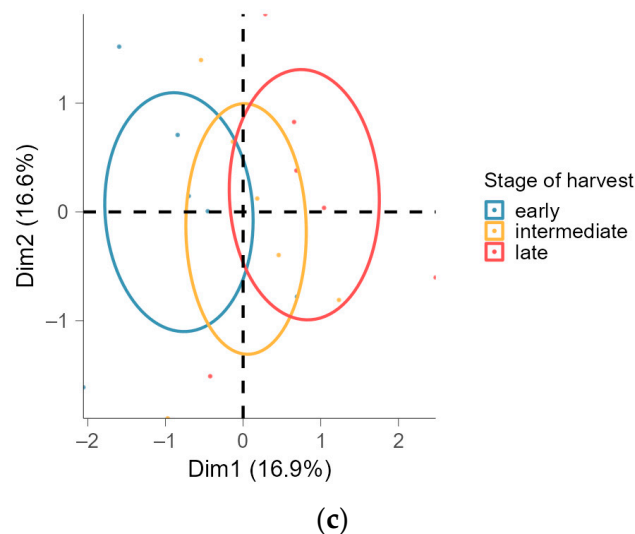 1
0
−1
Dim2 (16.6%)
−2
−1
0
1
2
Dim1 (16.9%)
Stage of harvest
early
intermediate
late
(c)